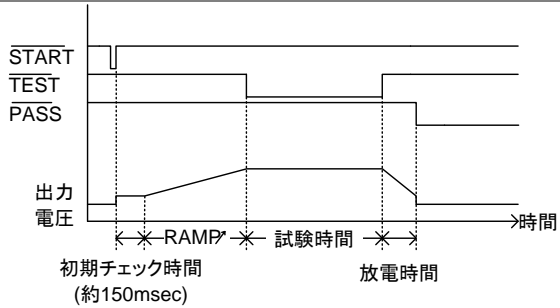 START
TEST
PASS
出力
電圧
時間
RAMP↗
試験時間
初期チェック時間
(約150msec)
放電時間